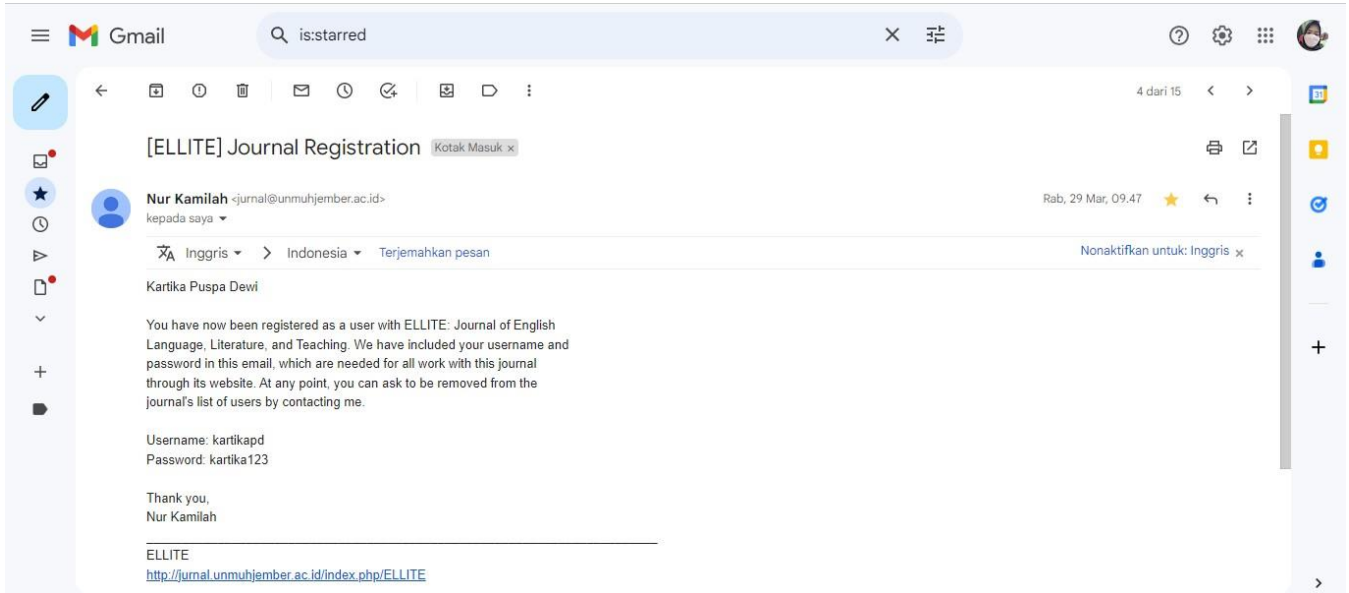 Gmail
is:starred
4 dari 15
31
[ELLITE] Journal Registration Kotak Masuk ×
Nur Kamilah <jurnal@unmuhjember.ac.id>
Rab, 29 Mar, 09.47
kepada saya
Inggris > Indonesia Terjemahkan pesan
Nonaktifkan untuk: Inggris ×
Kartika Puspa Dewi
You have now been registered as a user with ELLITE: Journal of English
Language, Literature, and Teaching. We have included your username and
password in this email, which are needed for all work with this journal
through its website. At any point, you can ask to be removed from the
journal's list of users by contacting me.
Username: kartikapd
Password: kartika123
Thank you,
Nur Kamilah
ELLITE
http://jurnal.unmuhjember.ac.id/index.php/ELLITE